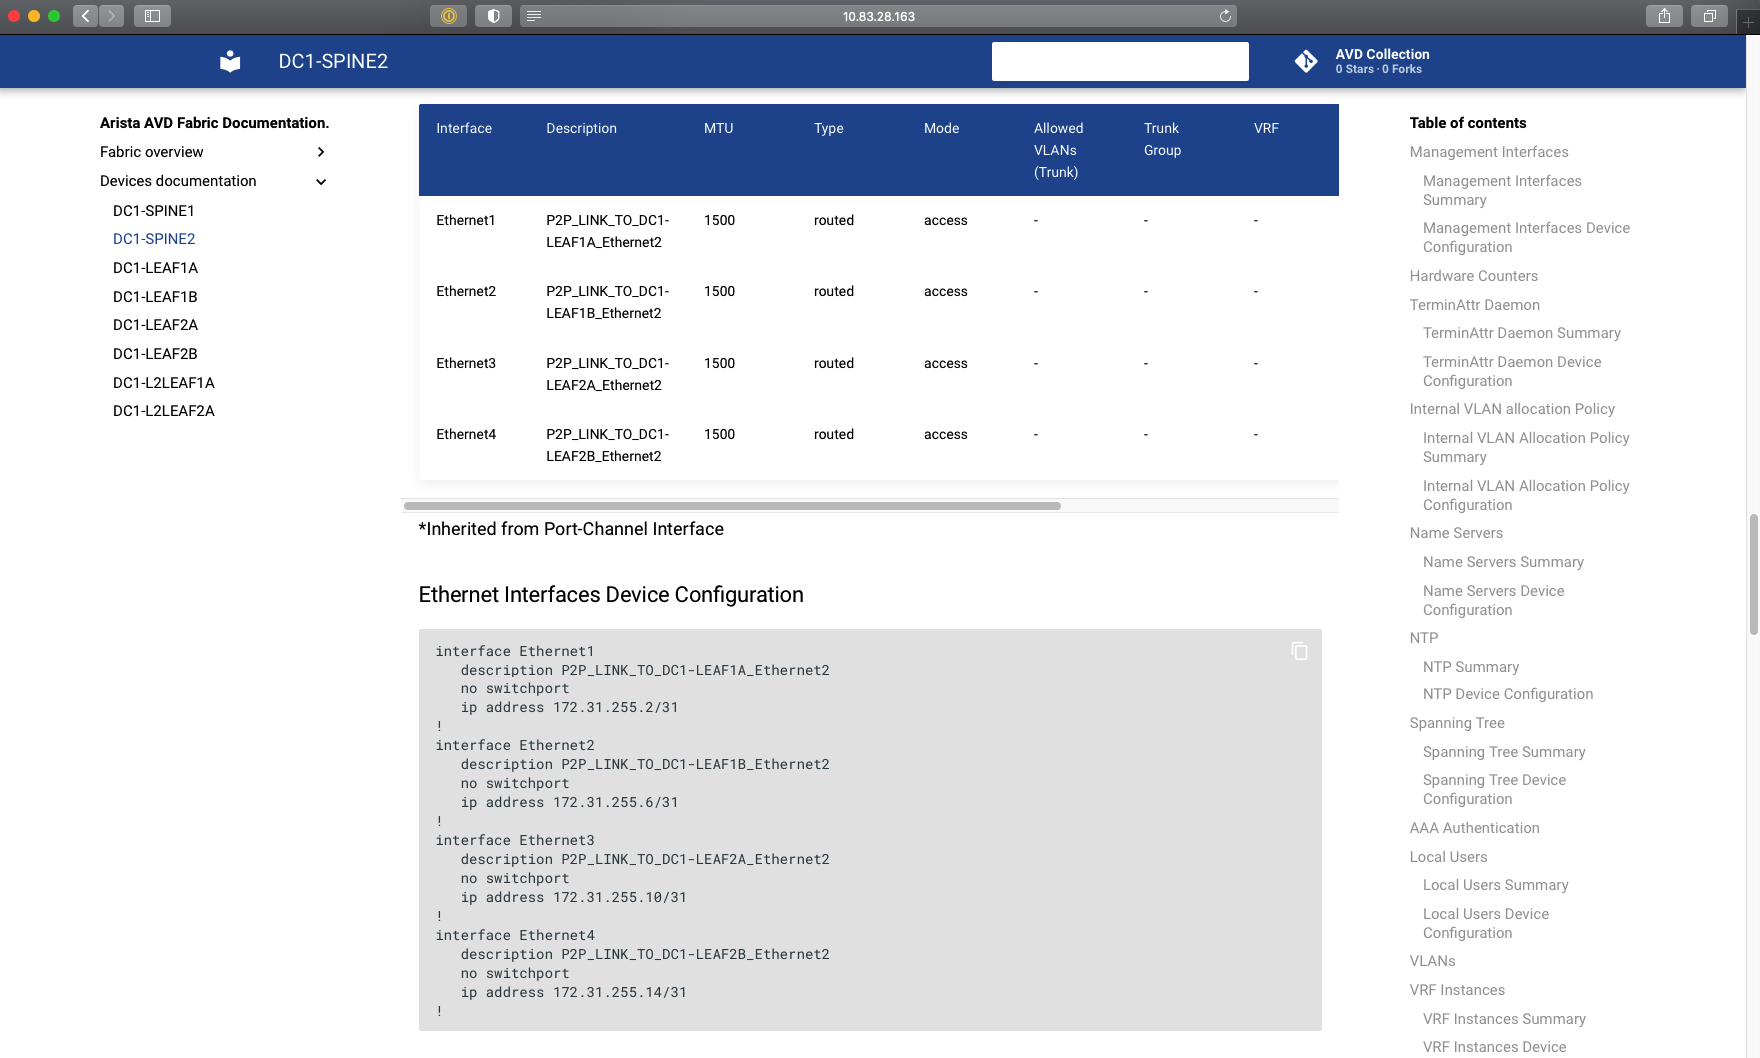 10.83.28.163
DC1-SPINE2
AVD Collection
0 Stars · 0 Forks
Arista AVD Fabric Documentation.
Fabric overview
Devices documentation
DC1-SPINE1
DC1-SPINE2
DC1-LEAF1A
DC1-LEAF1B
DC1-LEAF2A
DC1-LEAF2B
DC1-L2LEAF1A
DC1-L2LEAF2A
Interface Description MTU Type Mode Allowed Trunk VRF
VLANs Group
(Trunk)
Ethernet1 P2P_LINK_TO_DC1- 1500 routed access - - -
LEAF1A_Ethernet2
Ethernet2 P2P_LINK_TO_DC1- 1500 routed access - - -
LEAF1B_Ethernet2
Ethernet3 P2P_LINK_TO_DC1- 1500 routed access - - -
LEAF2A_Ethernet2
Ethernet4 P2P_LINK_TO_DC1- 1500 routed access - - -
LEAF2B_Ethernet2
*Inherited from Port-Channel Interface
Ethernet Interfaces Device Configuration
interface Ethernet1
description P2P_LINK_TO_DC1-LEAF1A_Ethernet2
no switchport
ip address 172.31.255.2/31
!
interface Ethernet2
description P2P_LINK_TO_DC1-LEAF1B_Ethernet2
no switchport
ip address 172.31.255.6/31
!
interface Ethernet3
description P2P_LINK_TO_DC1-LEAF2A_Ethernet2
no switchport
ip address 172.31.255.10/31
!
interface Ethernet4
description P2P_LINK_TO_DC1-LEAF2B_Ethernet2
no switchport
ip address 172.31.255.14/31
!
Table of contents
Management Interfaces
Management Interfaces
Summary
Management Interfaces Device
Configuration
Hardware Counters
TerminAttr Daemon
TerminAttr Daemon Summary
TerminAttr Daemon Device
Configuration
Internal VLAN allocation Policy
Internal VLAN Allocation Policy
Summary
Internal VLAN Allocation Policy
Configuration
Name Servers
Name Servers Summary
Name Servers Device
Configuration
NTP
NTP Summary
NTP Device Configuration
Spanning Tree
Spanning Tree Summary
Spanning Tree Device
Configuration
AAA Authentication
Local Users
Local Users Summary
Local Users Device
Configuration
VLANs
VRF Instances
VRF Instances Summary
VRF Instances Device